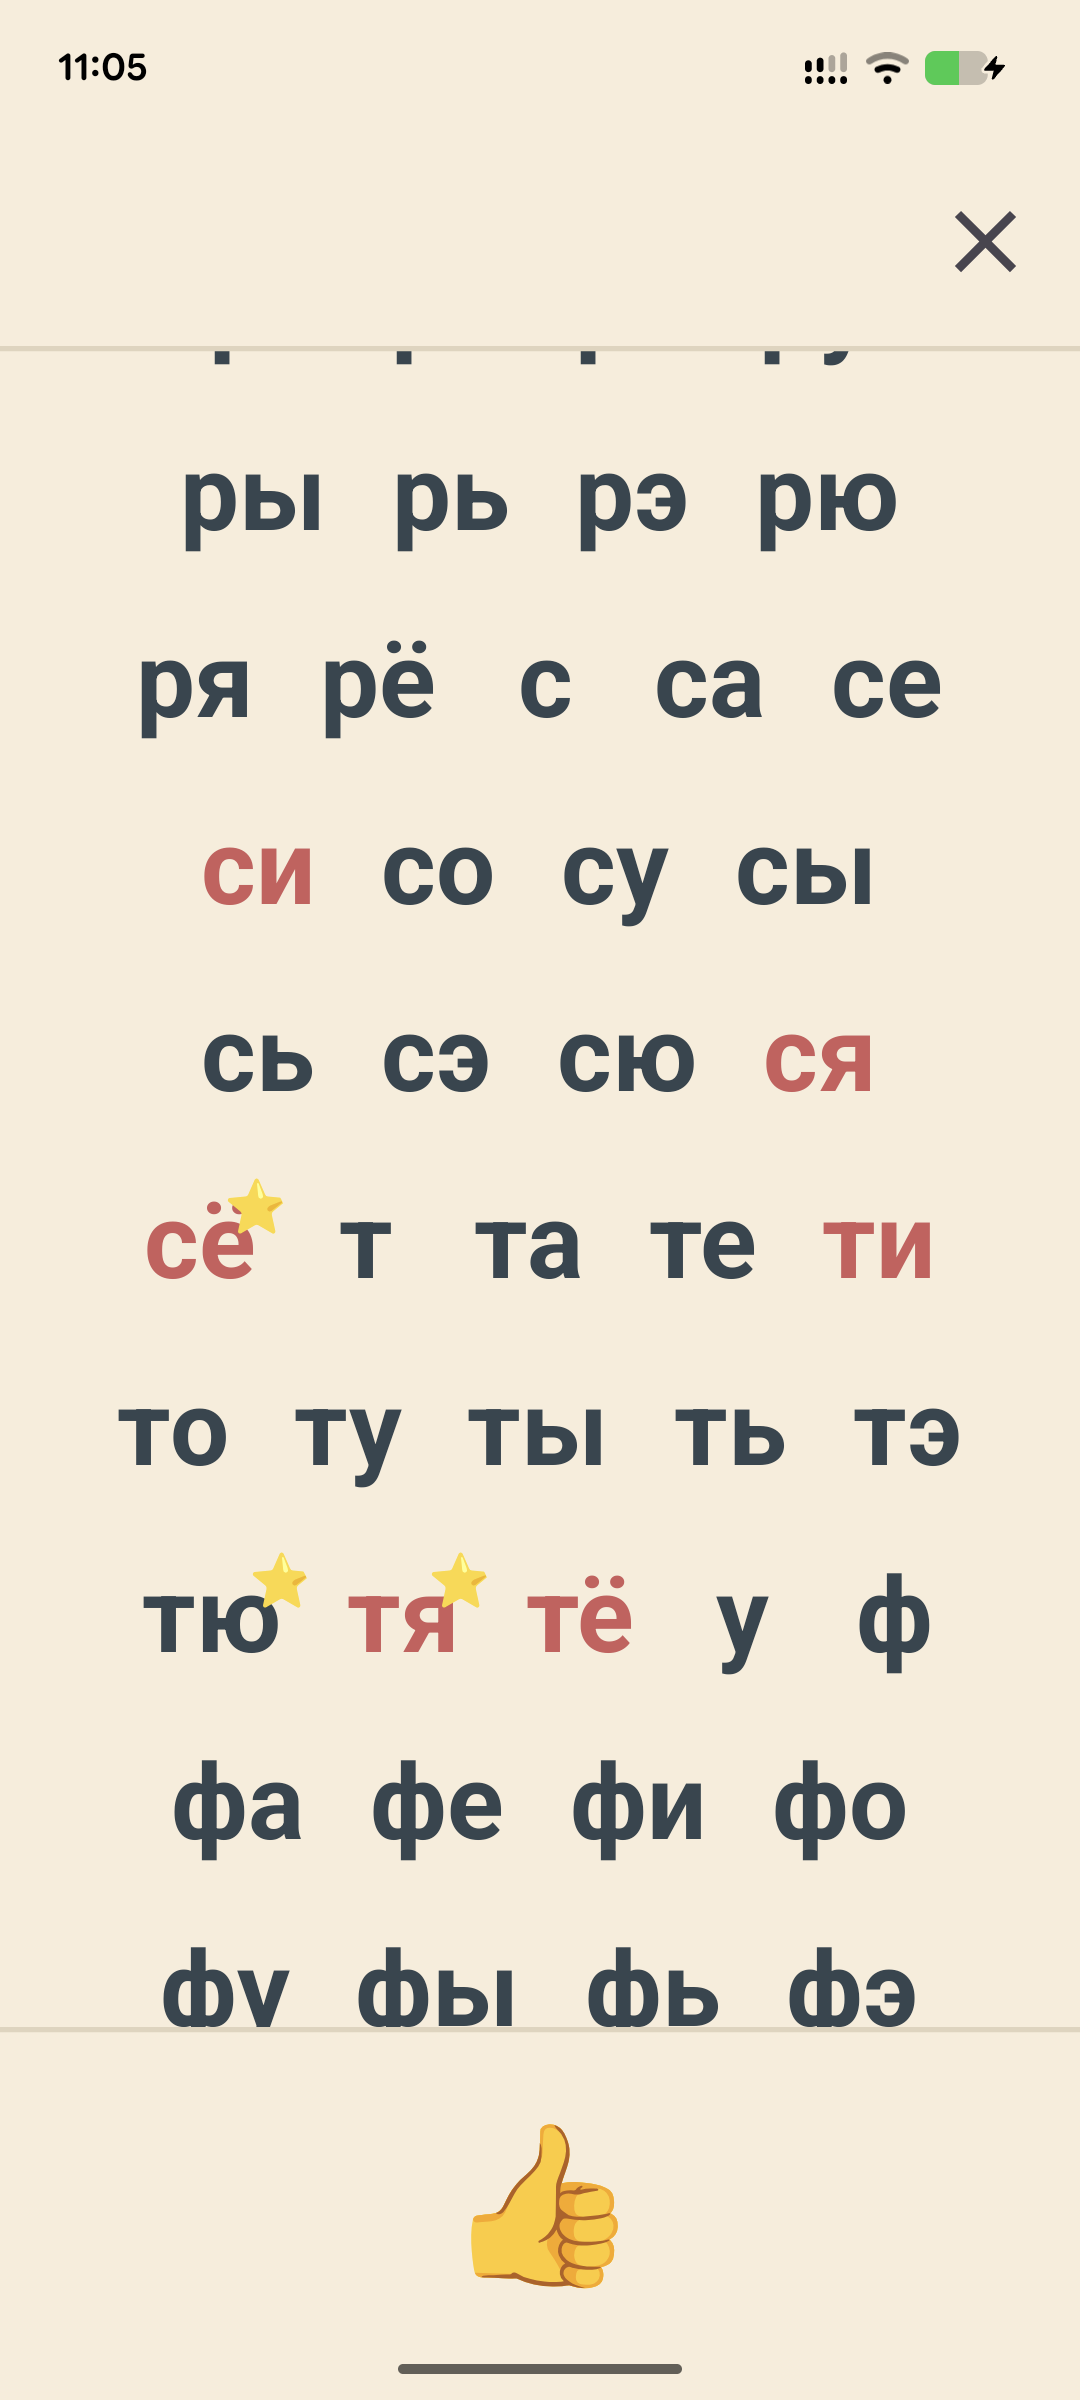 11:05
ры рь рэ рю
ря рё с са се
си со су сы
сь сэ сю ся
сё т та те ти
то ту ты ть тэ
тю тя тё у ф
фа фе фи фо
фу фы фь фэ